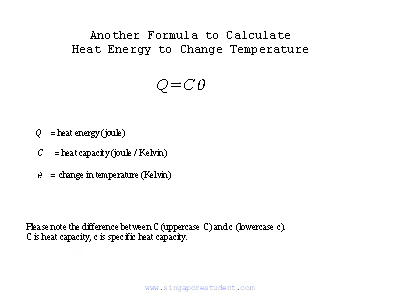 Another Formula to Calculate
Heat Energy to Change Temperature
Q=Cθ
Q = heat energy (joule)
C = heat capacity (joule / Kelvin)
θ = change in temperature (Kelvin)
Please note the difference between C (uppercase C) and c (lowercase c).
C is heat capacity, c is specific heat capacity.
www.singaporestudent.com